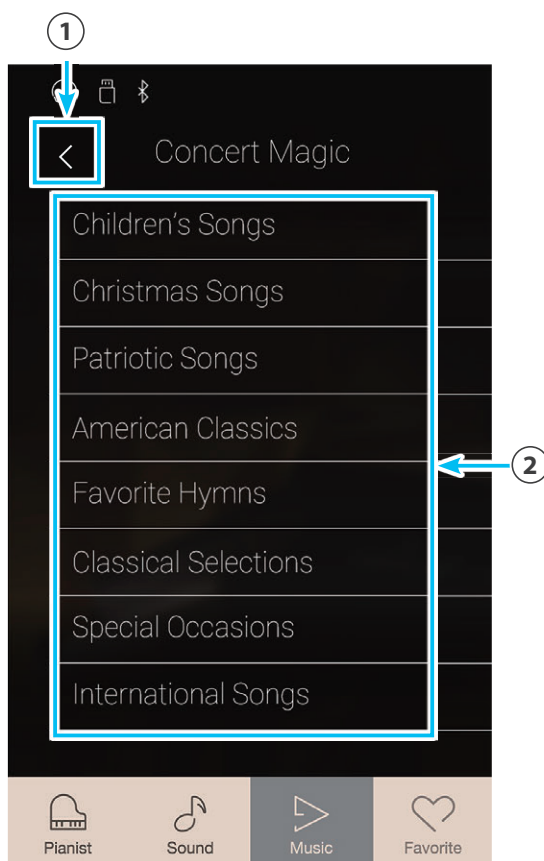 1
Concert Magic
Children's Songs
Christmas Songs
Patriotic Songs
American Classics
2
Favorite Hymns
Classical Selections
Special Occasions
International Songs
Pianist Sound Music Favorite